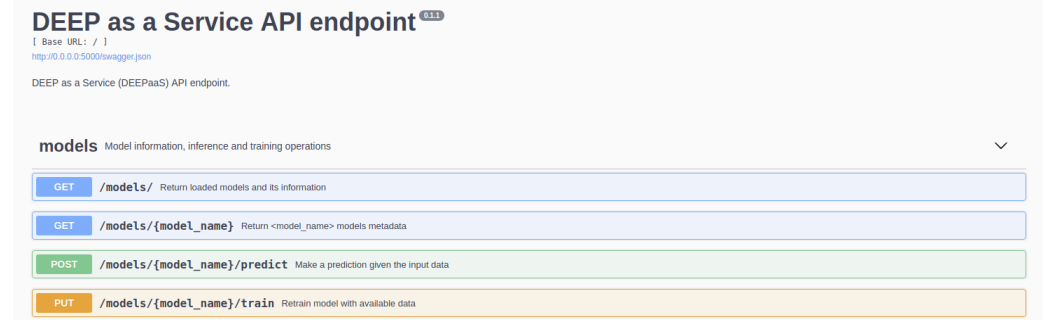 DEEP as a Service API endpoint 0.1.1
[ Base URL: / ]
http://0.0.0.0:5000/swagger.json
DEEP as a Service (DEEPaaS) API endpoint.
models Model information, inference and training operations
GET /models/ Return loaded models and its information
GET /models/{model_name} Return <model_name> models metadata
POST /models/{model_name}/predict Make a prediction given the input data
PUT /models/{model_name}/train Retrain model with available data